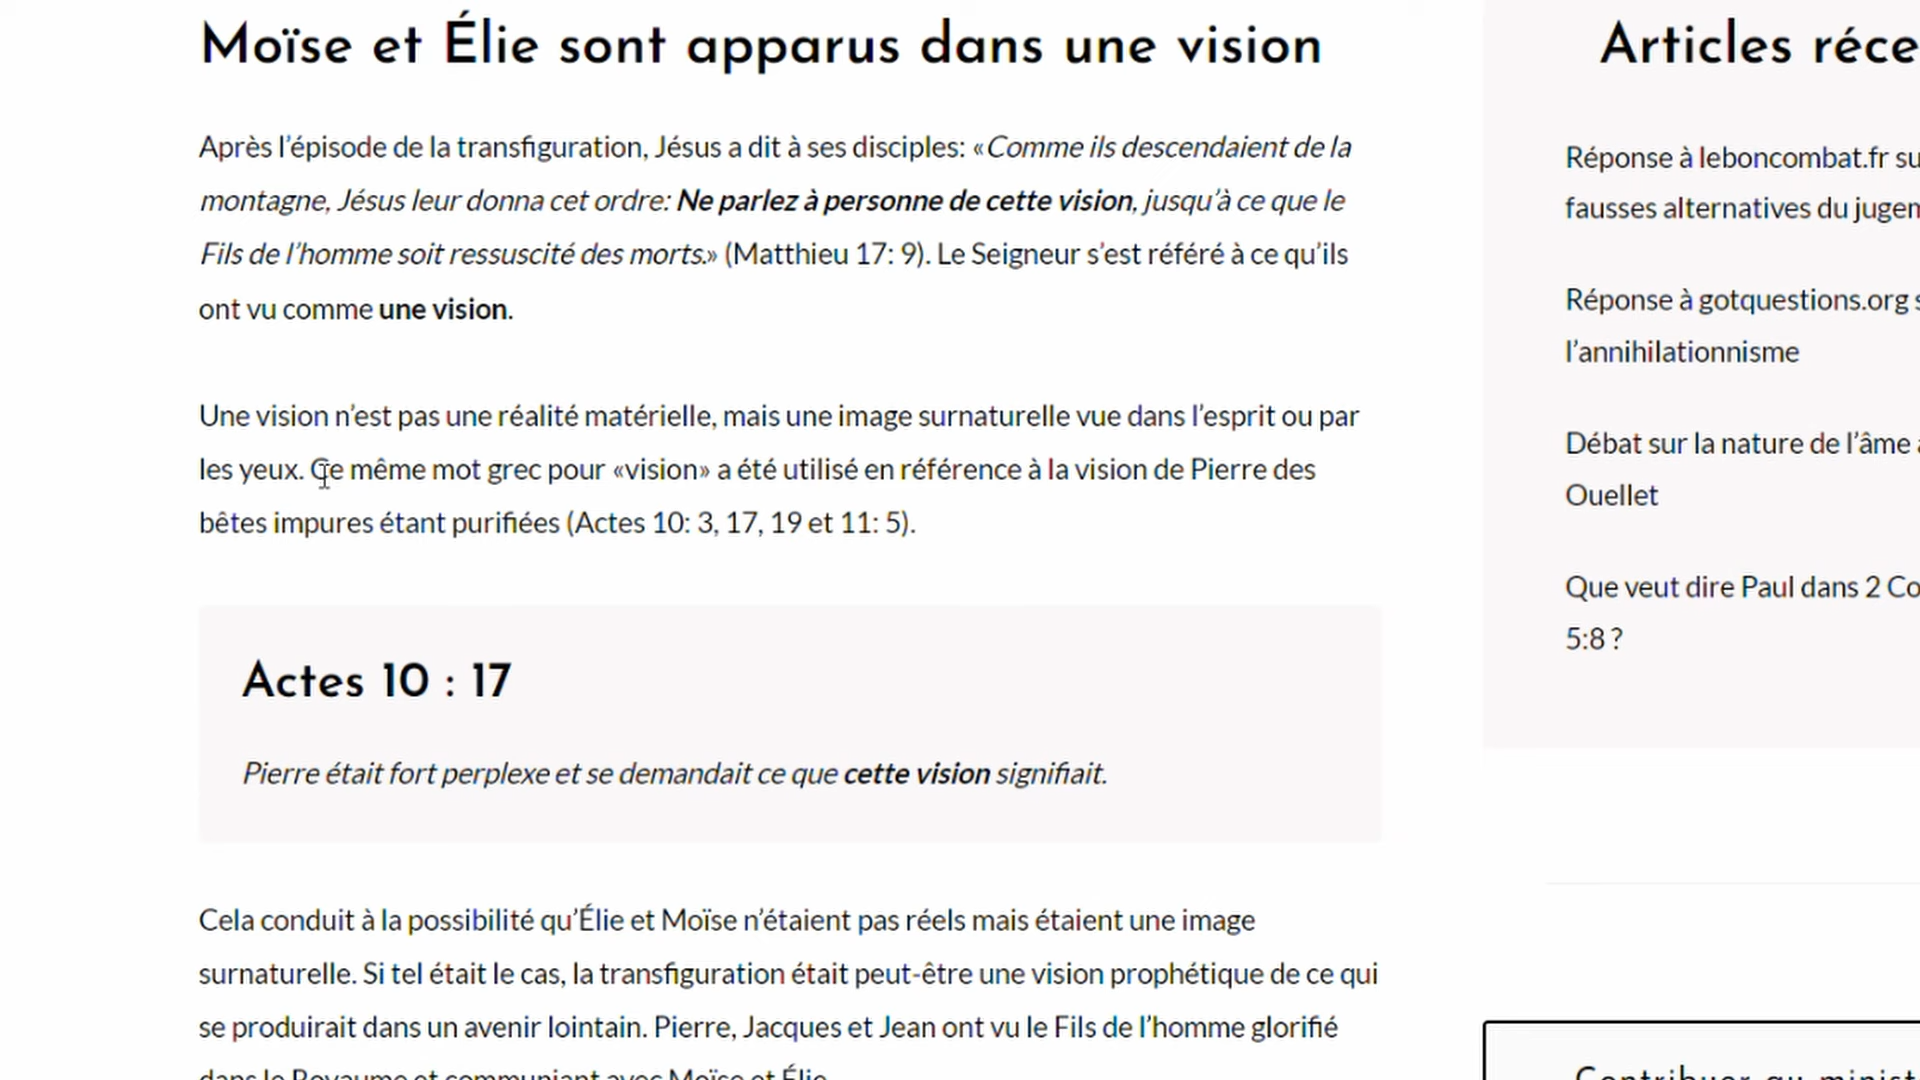 Moïse et Élie sont apparus dans une vision
Après l’épisode de la transfiguration, Jésus a dit à ses disciples: «Comme ils descendaient de la
montagne, Jésus leur donna cet ordre: Ne parlez à personne de cette vision, jusqu’à ce que le
Fils de l’homme soit ressuscité des morts.» (Matthieu 17: 9). Le Seigneur s’est référé à ce qu’ils
ont vu comme une vision.
Une vision n’est pas une réalité matérielle, mais une image surnaturelle vue dans l’esprit ou par
les yeux. Ce même mot grec pour «vision» a été utilisé en référence à la vision de Pierre des
bêtes impures étant purifiées (Actes 10: 3, 17, 19 et 11: 5).
Actes 10 : 17
Pierre était fort perplexe et se demandait ce que cette vision signifiait.
Cela conduit à la possibilité qu’Élie et Moïse n’étaient pas réels mais étaient une image
surnaturelle. Si tel était le cas, la transfiguration était peut-être une vision prophétique de ce qui
se produirait dans un avenir lointain. Pierre, Jacques et Jean ont vu le Fils de l’homme glorifié
dans le Royaume et communiant avec Moïse et Élie.
Articles réce
Réponse à leboncombat.fr su
fausses alternatives du jugem
Réponse à gotquestions.org s
l’annihilationnisme
Débat sur la nature de l’âme a
Ouellet
Que veut dire Paul dans 2 Co
5:8 ?
Contribuer au minist